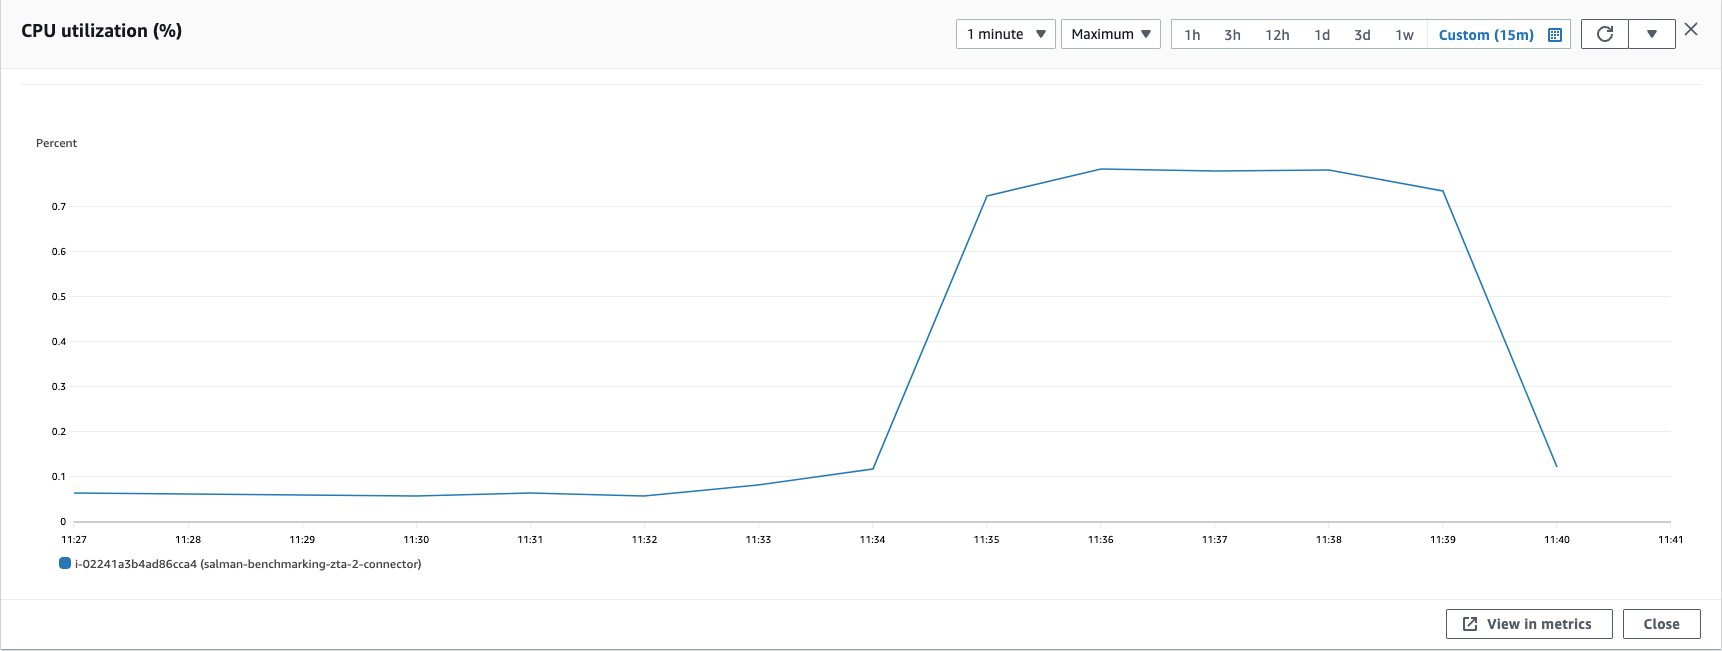 CPU utilization (%)
1 minute
Maximum
1h 3h 12h 1d 3d 1w Custom (15m)
Percent
0.7
0.6
0.5
0.4
0.3
0.2
0.1
0
11:27 11:28 11:29 11:30 11:31 11:32 11:33 11:34 11:35 11:36 11:37 11:38 11:39 11:40 11:41
i-02241a3b4ad86cca4 (salman-benchmarking-zta-2-connector)
View in metrics
Close